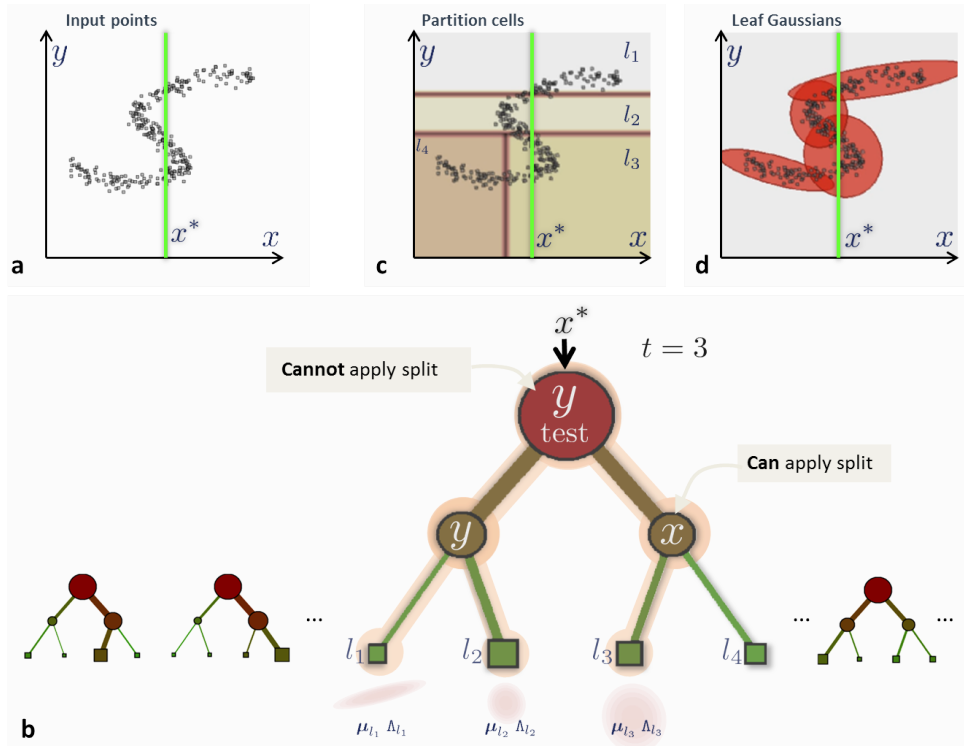 Input points
Partition cells
Leaf Gaussians
y
y
y
l₁
l₂
l₄
l₃
x*
x
x*
x
x*
x
a
c
d
x*
t = 3
Cannot apply split
y
test
Can apply split
y
x
...
...
l₁
l₂
l₃
l₄
μₗ₁ Λₗ₁
μₗ₂ Λₗ₂
μₗ₃ Λₗ₃
b